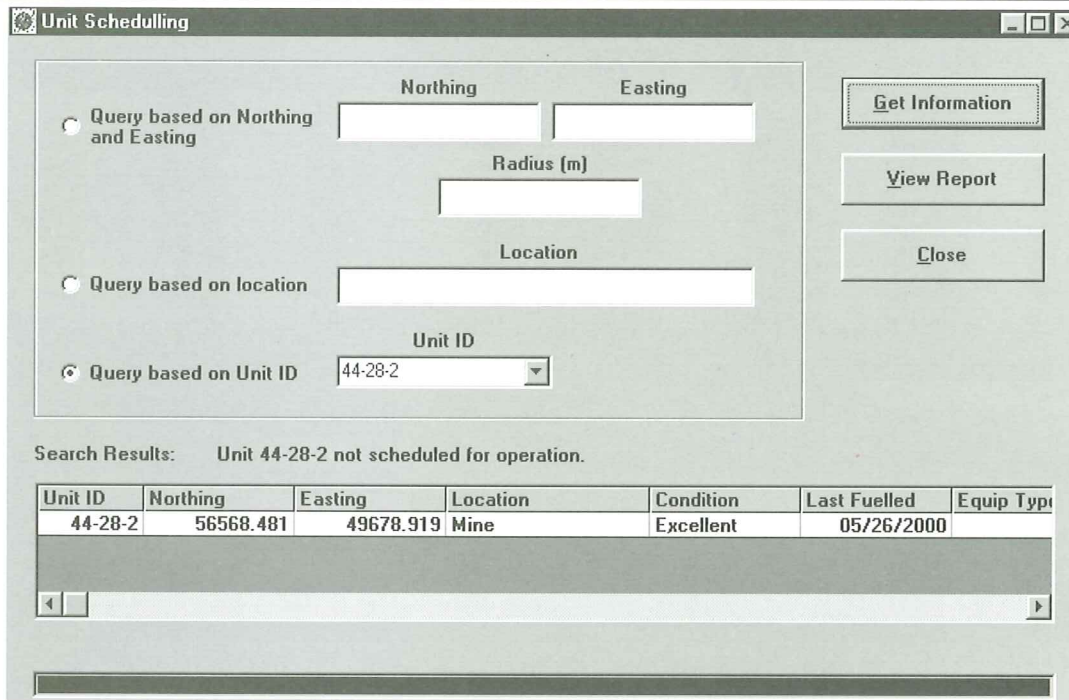 Unit Schedulling
Northing Easting
Query based on Northing
and Easting
Radius (m)
Location
Query based on location
Unit ID
Query based on Unit ID 44-28-2
Get Information
View Report
Close
Search Results: Unit 44-28-2 not scheduled for operation.
Unit ID Northing Easting Location Condition Last Fuelled Equip Type
44-28-2 56568.481 49678.919 Mine Excellent 05/26/2000